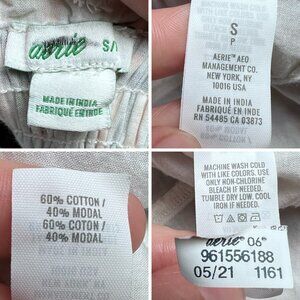 aerie S/
MADE IN INDIA
FABRIQUÉ EN INDE
S
P
AERIE™ AEO
MANAGEMENT CO.
NEW YORK, NY
10016 USA
MADE IN INDIA
FABRIQUÉ EN INDE
RN 54485 CA 03873
60% COTTON /
40% MODAL
60% COTON /
40% MODAL
MACHINE WASH COLD
WITH LIKE COLORS. USE
ONLY NON-CHLORINE
BLEACH IF NEEDED.
TUMBLE DRY LOW. COOL
IRON IF NEEDED.
aerie® 06"
961556188
05/21 1161